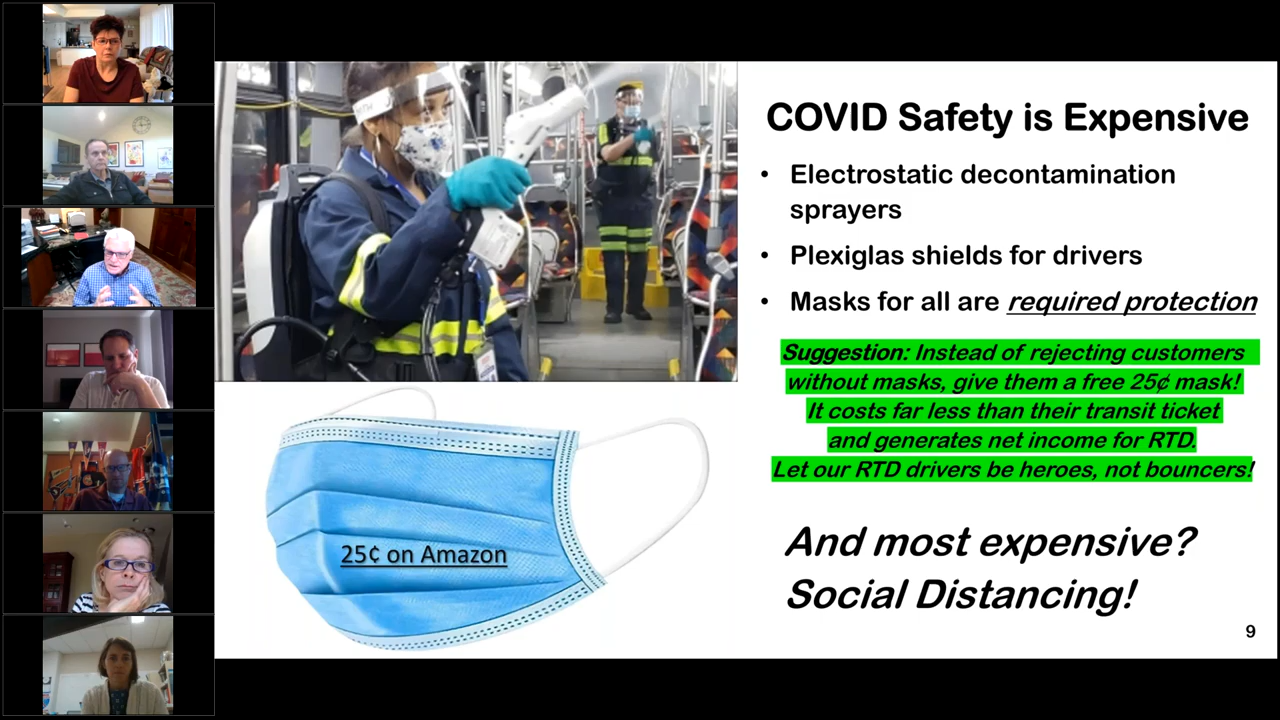 COVID Safety is Expensive
• Electrostatic decontamination
sprayers
• Plexiglas shields for drivers
• Masks for all are required protection
Suggestion: Instead of rejecting customers
without masks, give them a free 25¢ mask!
It costs far less than their transit ticket
and generates net income for RTD.
Let our RTD drivers be heroes, not bouncers!
25¢ on Amazon
And most expensive?
Social Distancing!
9